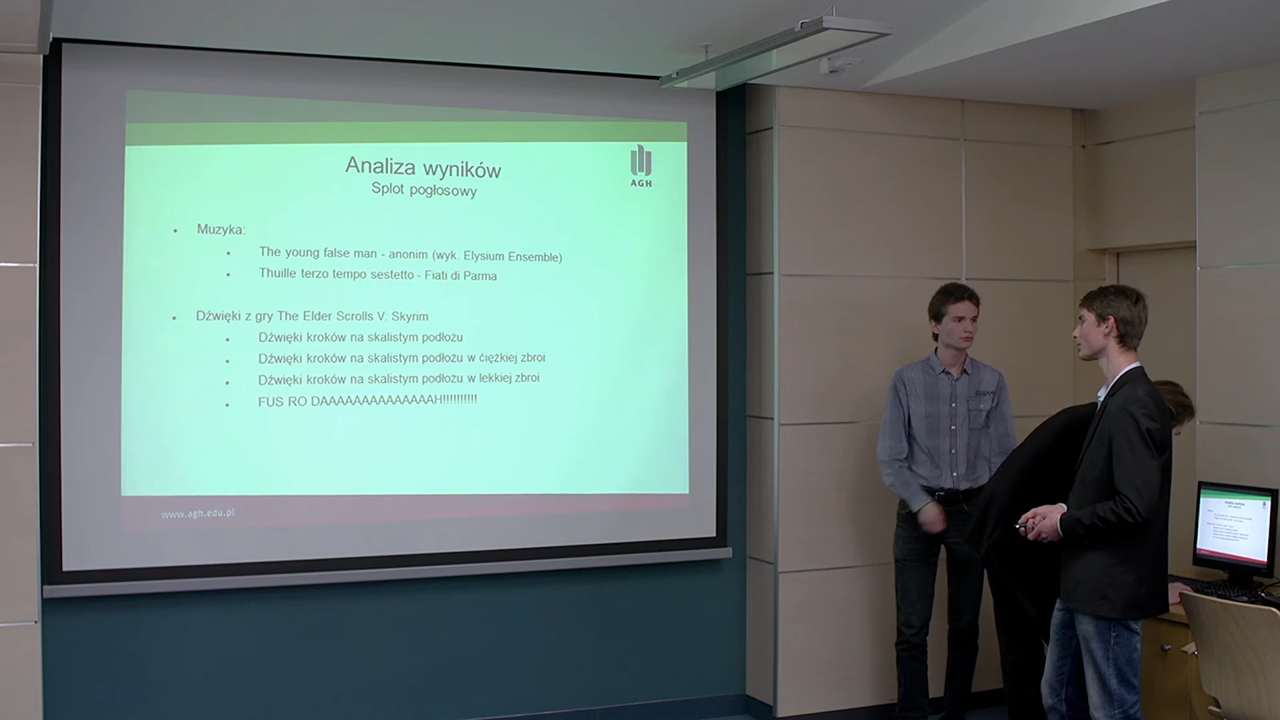 Analiza wyników
Splot pogłosowy
AGH
• Muzyka:
• The young false man - anonim (wyk. Elysium Ensemble)
• Thuille terzo tempo sestetto - Fiati di Parma
• Dźwięki z gry The Elder Scrolls V: Skyrim
• Dźwięki kroków na skalistym podłożu
• Dźwięki kroków na skalistym podłożu w ćiężkiej zbroi
• Dźwięki kroków na skalistym podłożu w lekkiej zbroi
• FUS RO DAAAAAAAAAAAAAAH!!!!!!!!!!
www.agh.edu.pl